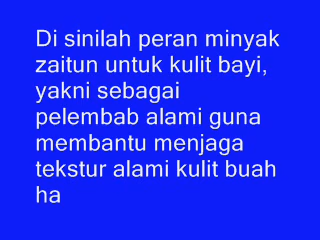 Di sinilah peran minyak
zaitun untuk kulit bayi,
yakni sebagai
pelembab alami guna
membantu menjaga
tekstur alami kulit buah
ha